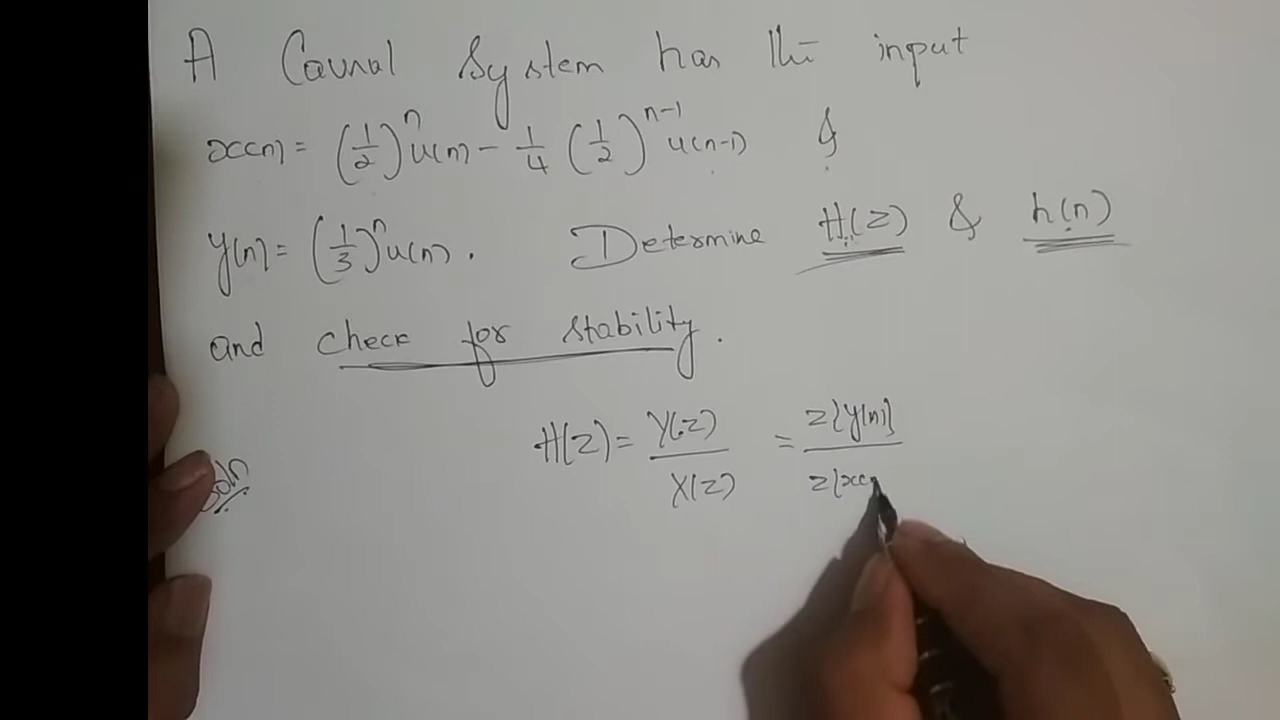 A Causal System has the input
x(n) = (1/2)^n u(n) - 1/4 (1/2)^{n-1} u(n-1) &
y(n) = (1/3)^n u(n). Determine H(z) & h(n)
and check for stability.
Soln
H(z) = Y(z)/X(z) = Z{y(n)}/Z{x(